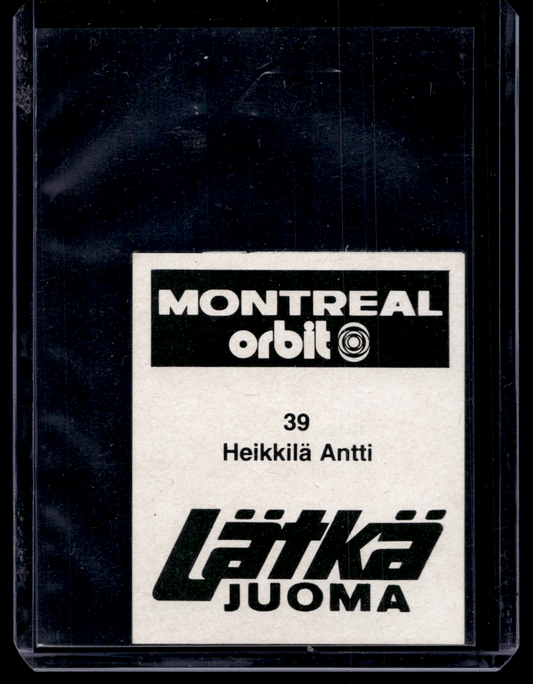 MONTREAL
orbit
39
Heikkilä Antti
Lätkä
JUOMA